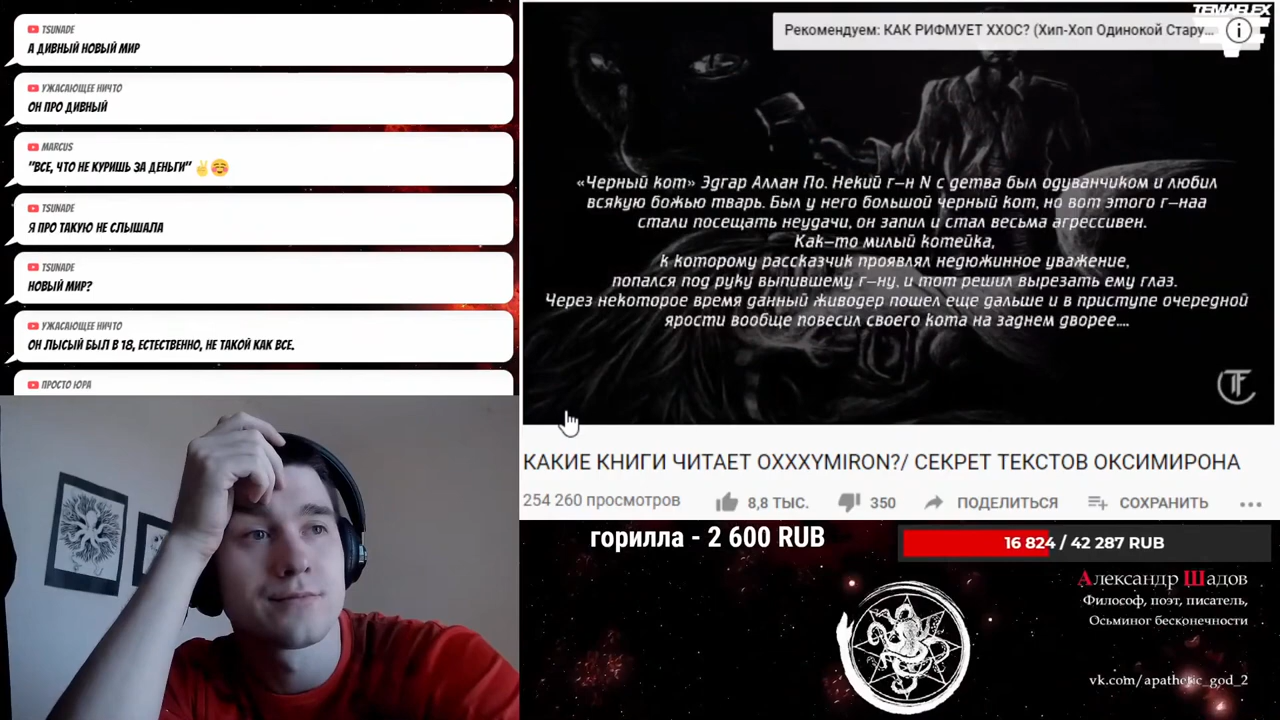 TSUNADE
А ДИВНЫЙ НОВЫЙ МИР
УЖАСАЮЩЕЕ НИЧТО
ОН ПРО ДИВНЫЙ
MARCUS
"ВСЕ, ЧТО НЕ КУРИШЬ ЗА ДЕНЬГИ" ✌️☺️
TSUNADE
Я ПРО ТАКУЮ НЕ СЛЫШАЛА
TSUNADE
НОВЫЙ МИР?
УЖАСАЮЩЕЕ НИЧТО
ОН ЛЫСЫЙ БЫЛ В 18, ЕСТЕСТВЕННО, НЕ ТАКОЙ КАК ВСЕ.
ПРОСТО ЮРА
TEMAFLEX
Рекомендуем: КАК РИФМУЕТ ХХОС? (Хип-Хоп Одинокой Стару...
«Черный кот» Эдгар Аллан По. Некий г-н N с детва был одуванчиком и любил
всякую божью тварь. Был у него большой черный кот, но вот этого г-наа
стали посещать неудачи, он запил и стал весьма агрессивен.
Как-то милый котейка,
к которому рассказчик проявлял недюжинное уважение,
попался под руку выпившему г-ну, и тот решил вырезать ему глаз.
Через некоторое время данный живодер пошел еще дальше и в приступе очередной
ярости вообще повесил своего кота на заднем дворее....
TF
КАКИЕ КНИГИ ЧИТАЕТ OXXXYMIRON?/ СЕКРЕТ ТЕКСТОВ ОКСИМИРОНА
254 260 просмотров
8,8 ТЫС.
350
ПОДЕЛИТЬСЯ
СОХРАНИТЬ
горилла - 2 600 RUB
16 824 / 42 287 RUB
Александр Шадов
Философ, поэт, писатель,
Осьминог бесконечности
vk.com/apathetic_god_2